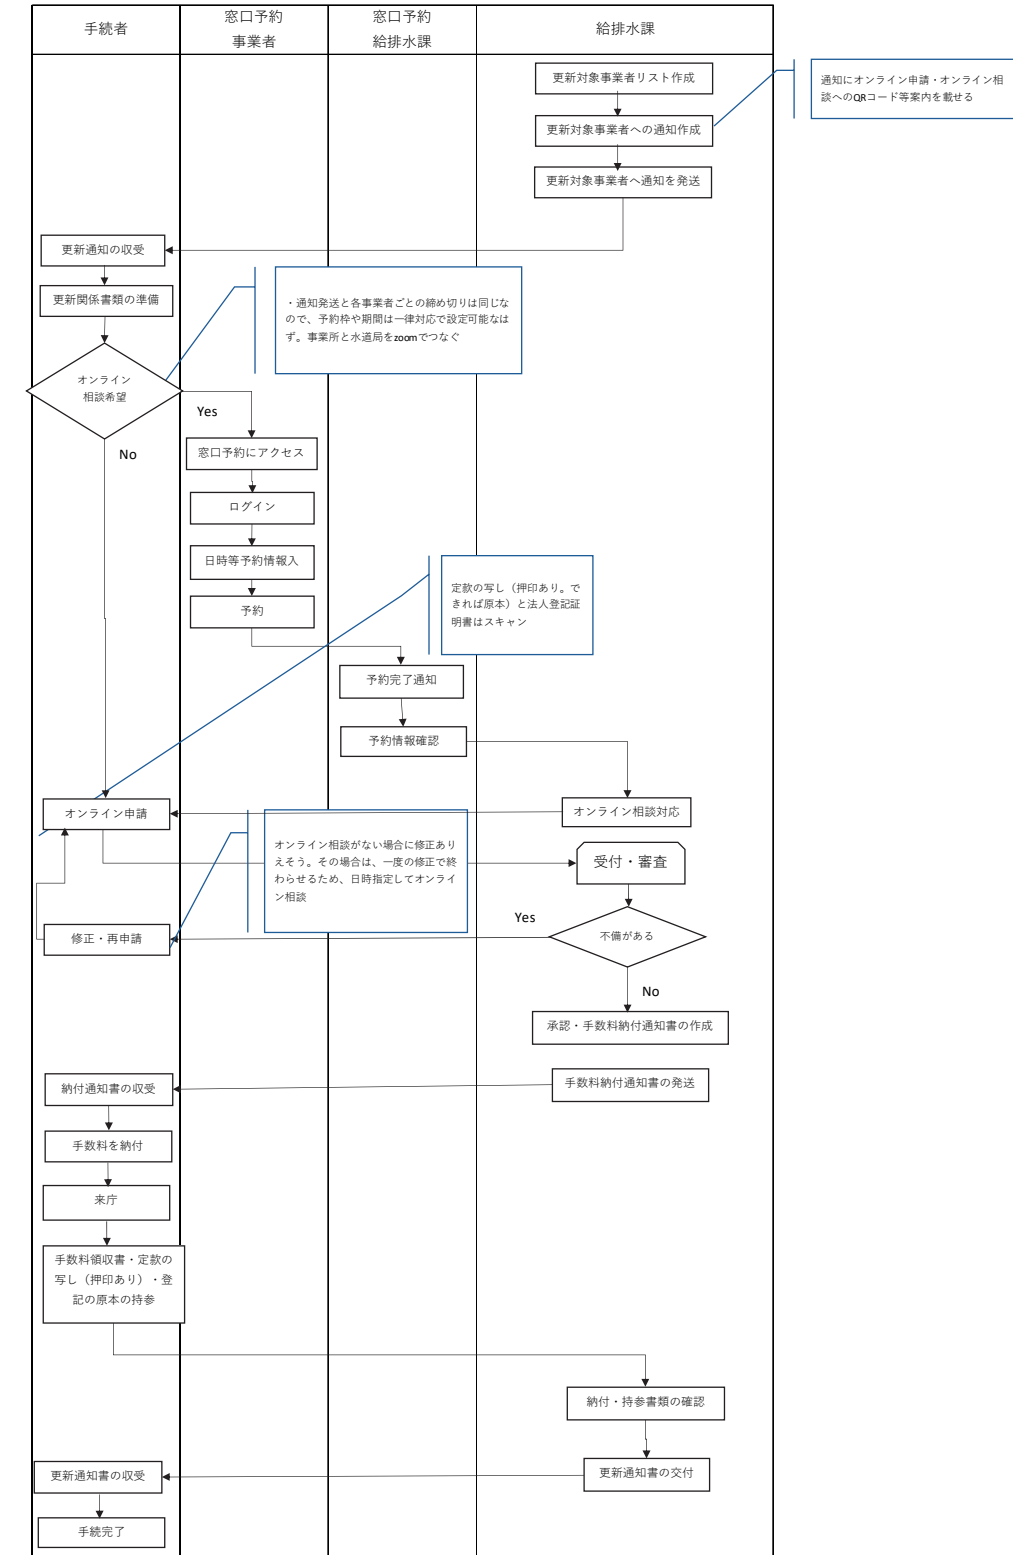 手続者
窓口予約
事業者
窓口予約
給排水課
給排水課
更新対象事業者リスト作成
通知にオンライン申請・オンライン相
談へのQRコード等案内を載せる
更新対象事業者への通知作成
更新対象事業者へ通知を発送
更新通知の収受
更新関係書類の準備
・通知発送と各事業者ごとの締め切りは同じな
ので、予約枠や期間は一律対応で設定可能なは
ず。事業所と水道局をzoomでつなぐ
オンライン
相談希望
Yes
No
窓口予約にアクセス
ログイン
日時等予約情報入
予約
定款の写し（押印あり。で
きれば原本）と法人登記証
明書はスキャン
予約完了通知
予約情報確認
オンライン申請
オンライン相談対応
オンライン相談がない場合に修正あり
えそう。その場合は、一度の修正で終
わらせるため、日時指定してオンライ
ン相談
受付・審査
Yes
不備がある
修正・再申請
No
承認・手数料納付通知書の作成
手数料納付通知書の発送
納付通知書の収受
手数料を納付
来庁
手数料領収書・定款の
写し（押印あり）・登
記の原本の持参
納付・持参書類の確認
更新通知書の交付
更新通知書の収受
手続完了